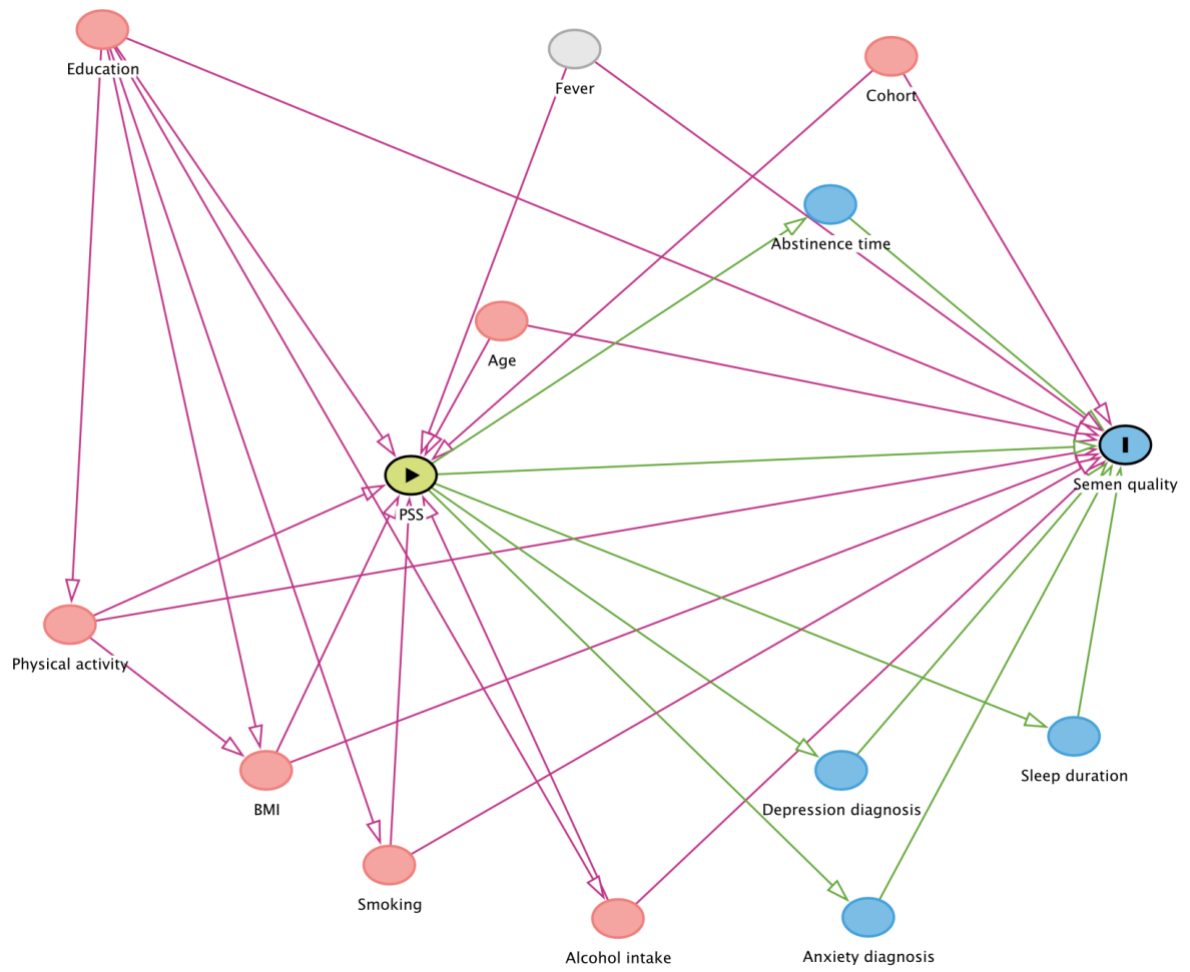 Education
Fever
Cohort
Abstinence time
Age
Semen quality
PSS
Physical activity
BMI
Sleep duration
Depression diagnosis
Smoking
Alcohol intake
Anxiety diagnosis